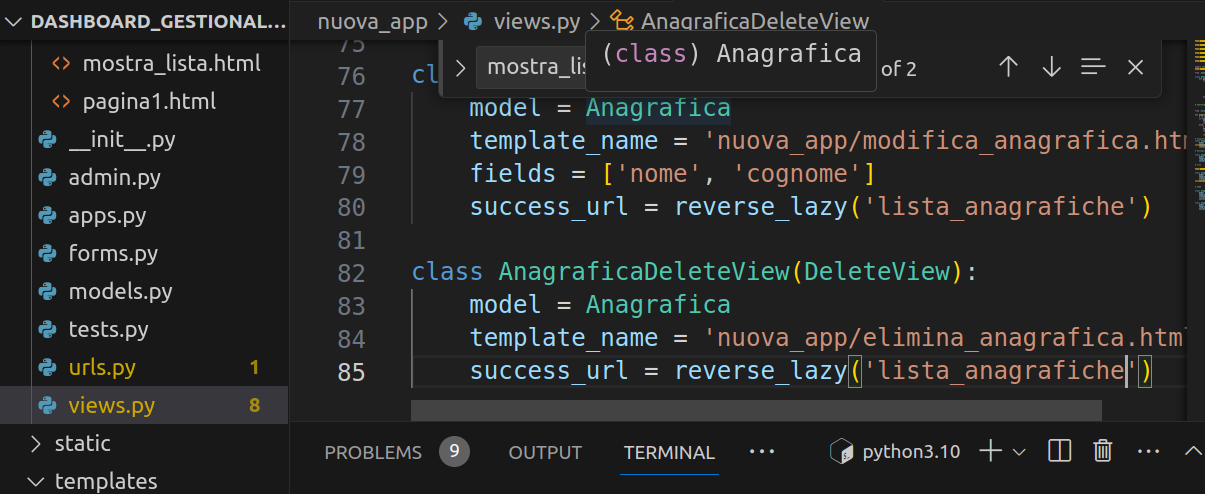 DASHBOARD_GESTIONAL...
mostra_lista.html
pagina1.html
__init__.py
admin.py
apps.py
forms.py
models.py
tests.py
urls.py 1
views.py 8
static
templates
nuova_app > views.py > AnagraficaDeleteView
(class) Anagrafica
mostra_lis
of 2
75
76 cl
77 model = Anagrafica
78 template_name = 'nuova_app/modifica_anagrafica.htm
79 fields = ['nome', 'cognome']
80 success_url = reverse_lazy('lista_anagrafiche')
81
82 class AnagraficaDeleteView(DeleteView):
83 model = Anagrafica
84 template_name = 'nuova_app/elimina_anagrafica.html
85 success_url = reverse_lazy('lista_anagrafiche')
PROBLEMS 9 OUTPUT TERMINAL ··· python3.10 ···